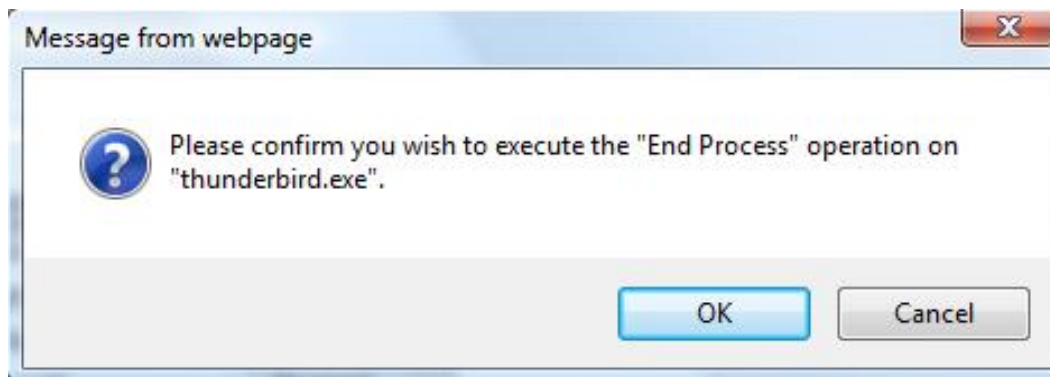 Message from webpage
Please confirm you wish to execute the "End Process" operation on
"thunderbird.exe".
OK
Cancel